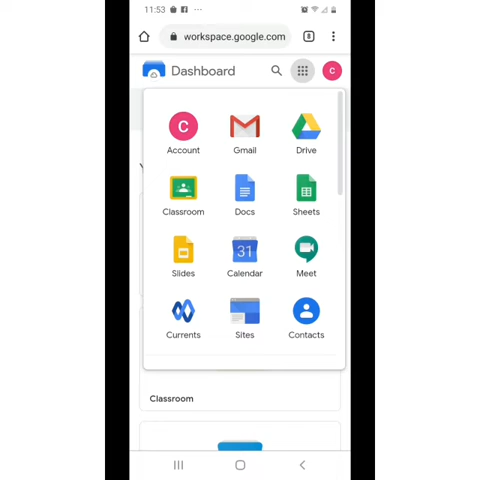 11:53
workspace.google.com
8
Dashboard
C
C
Account
Gmail
Drive
Classroom
Docs
Sheets
31
Slides
Calendar
Meet
Currents
Sites
Contacts
Classroom